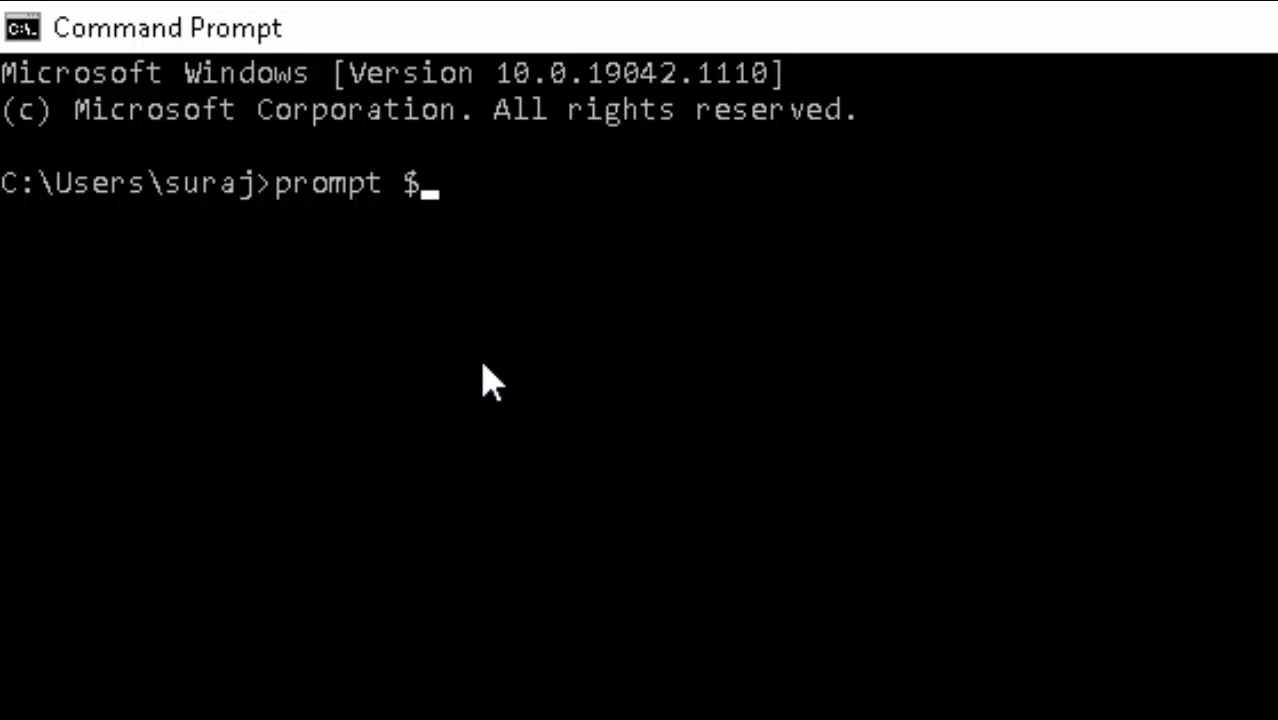 Command Prompt
Microsoft Windows [Version 10.0.19042.1110]
(c) Microsoft Corporation. All rights reserved.
C:\Users\suraj>prompt $